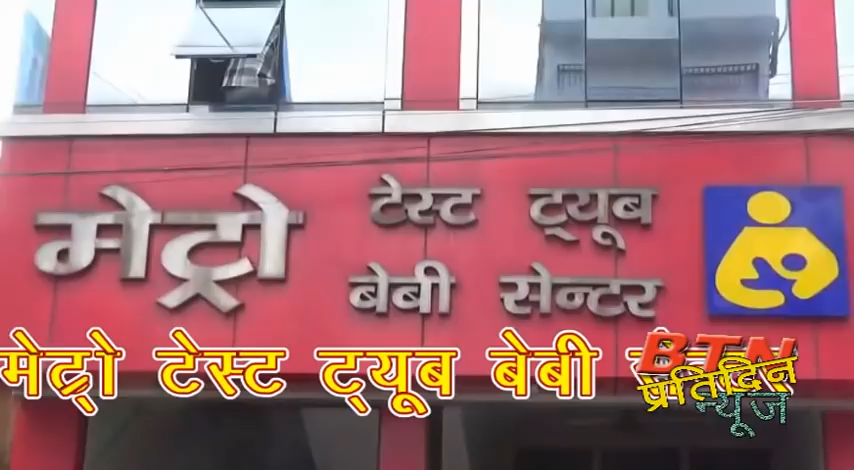 मेट्रो टेस्ट ट्यूब
बेबी सेन्टर
मेट्रो टेस्ट ट्यूब बेबी
BTN
प्रतिदिन
न्यूज